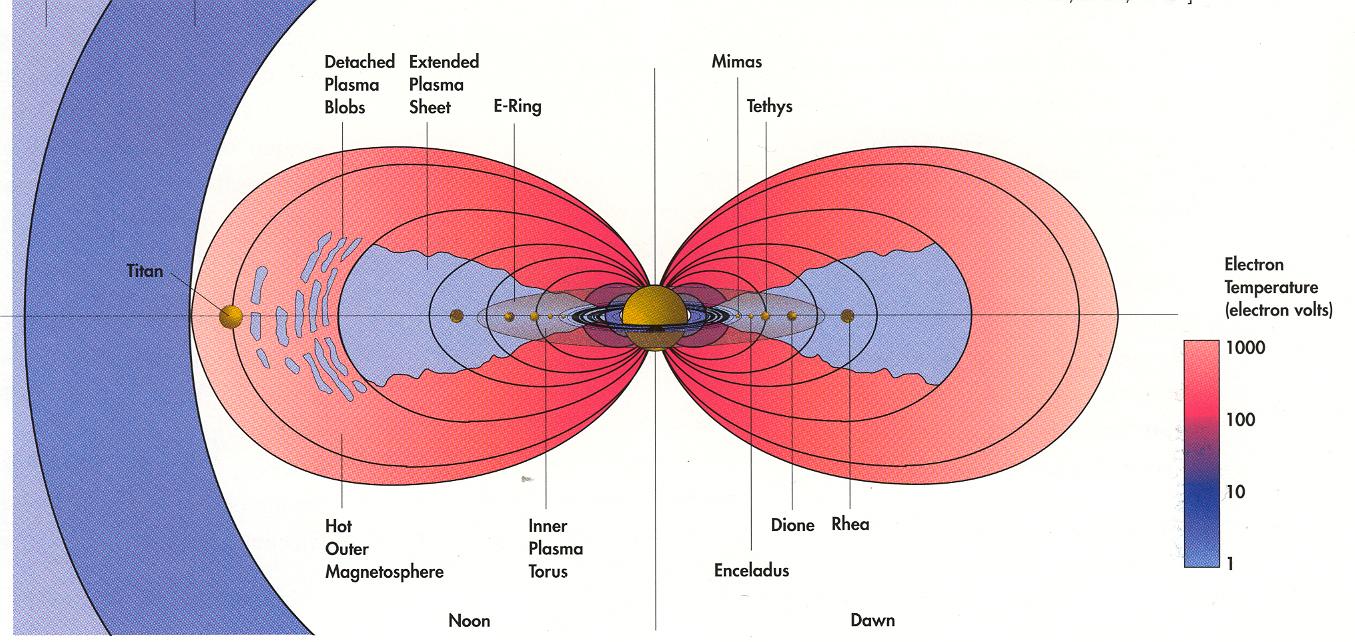 Detached
Plasma
Blobs
Extended
Plasma
Sheet
E-Ring
Mimas
Tethys
Titan
Electron
Temperature
(electron volts)
1000
100
10
1
Hot
Outer
Magnetosphere
Inner
Plasma
Torus
Dione
Rhea
Enceladus
Noon
Dawn